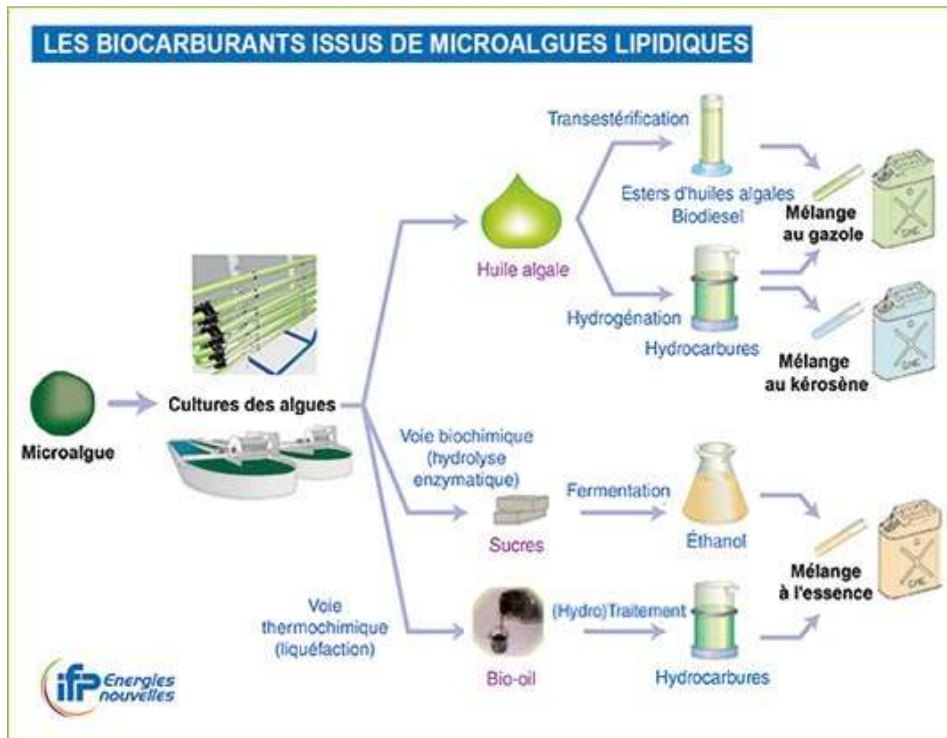 LES BIOCARBURANTS ISSUS DE MICROALGUES LIPIDIQUES
Transestérification
Esters d'huiles algales
Biodiesel
Mélange
au gazole
Huile algale
Hydrogénation
Hydrocarbures
Mélange
au kérosène
Microalgue
Cultures des algues
Voie biochimique
(hydrolyse
enzymatique)
Sucres
Fermentation
Éthanol
Mélange
à l'essence
Voie
thermochimique
(liquéfaction)
Bio-oil
(Hydro)Traitement
Hydrocarbures
ifp Energies
nouvelles